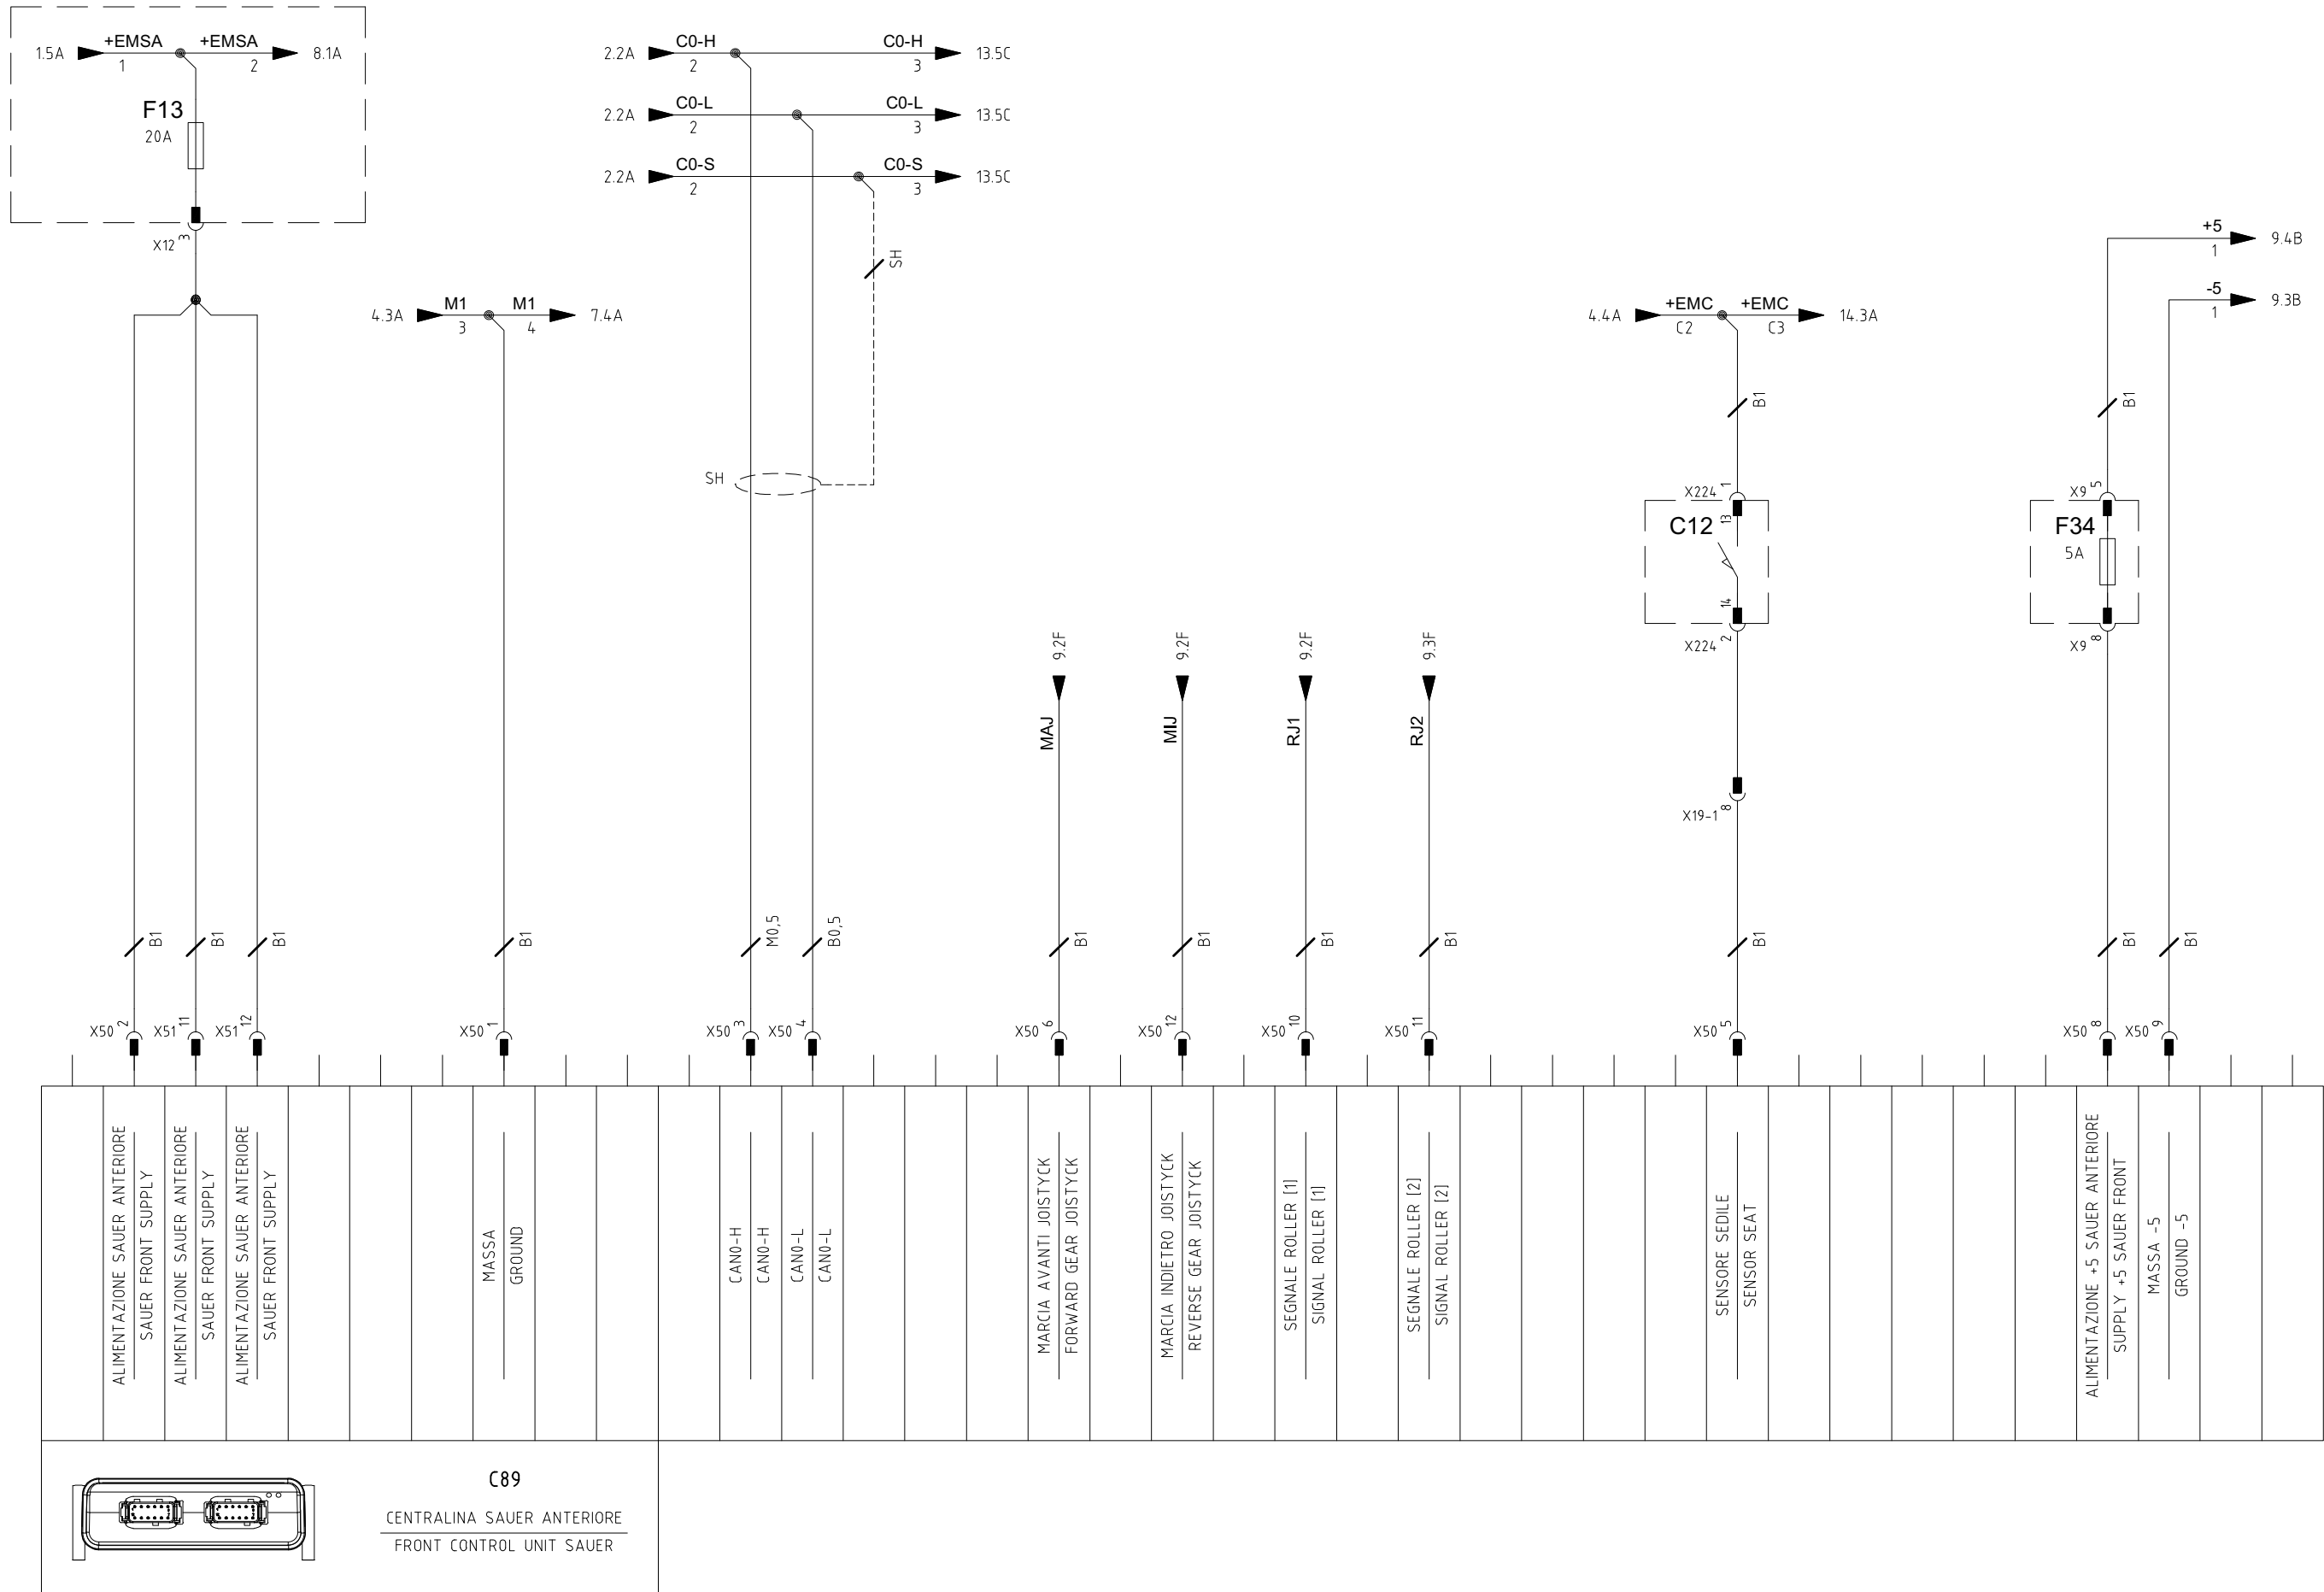 1.5A +EMSA +EMSA 8.1A
1 2
F13
20A
X12 3
4.3A M1 M1 7.4A
3 4
2.2A C0-H C0-H 13.5C
2 3
2.2A C0-L C0-L 13.5C
2 3
2.2A C0-S C0-S 13.5C
2 3
SH
SH
4.4A +EMC +EMC 14.3A
C2 C3
B1
X224 1
C12 13
14
X224 2
X19-1 8
+5 9.4B
1
-5 9.3B
1
B1
X9 5
F34
5A
X9 8
9.2F 9.2F 9.2F 9.3F
MAJ MIJ RJ1 RJ2
B1 B1 B1 B1 M0,5 B0,5 B1 B1 B1 B1 B1 B1 B1
X50 2 X51 11 X51 12 X50 1 X50 3 X50 4 X50 6 X50 12 X50 10 X50 11 X50 5 X50 8 X50 9
ALIMENTAZIONE SAUER ANTERIORE
SAUER FRONT SUPPLY
ALIMENTAZIONE SAUER ANTERIORE
SAUER FRONT SUPPLY
ALIMENTAZIONE SAUER ANTERIORE
SAUER FRONT SUPPLY
MASSA
GROUND
CAN0-H
CAN0-H
CAN0-L
CAN0-L
MARCIA AVANTI JOISTYCK
FORWARD GEAR JOISTYCK
MARCIA INDIETRO JOISTYCK
REVERSE GEAR JOISTYCK
SEGNALE ROLLER [1]
SIGNAL ROLLER [1]
SEGNALE ROLLER [2]
SIGNAL ROLLER [2]
SENSORE SEDILE
SENSOR SEAT
ALIMENTAZIONE +5 SAUER ANTERIORE
SUPPLY +5 SAUER FRONT
MASSA -5
GROUND -5
C89
CENTRALINA SAUER ANTERIORE
FRONT CONTROL UNIT SAUER